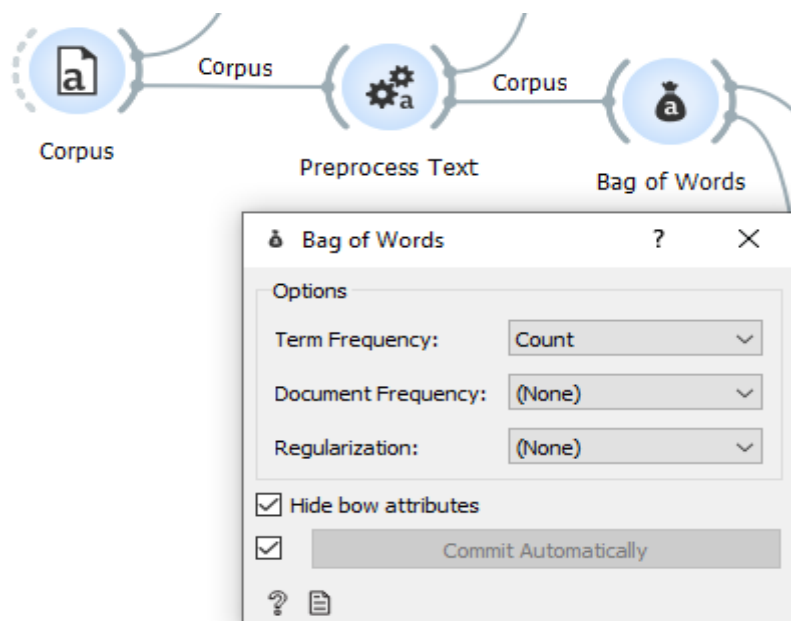 Corpus
Corpus
Corpus
Preprocess Text
Bag of Words
Bag of Words
Options
Term Frequency: Count
Document Frequency: (None)
Regularization: (None)
Hide bow attributes
Commit Automatically